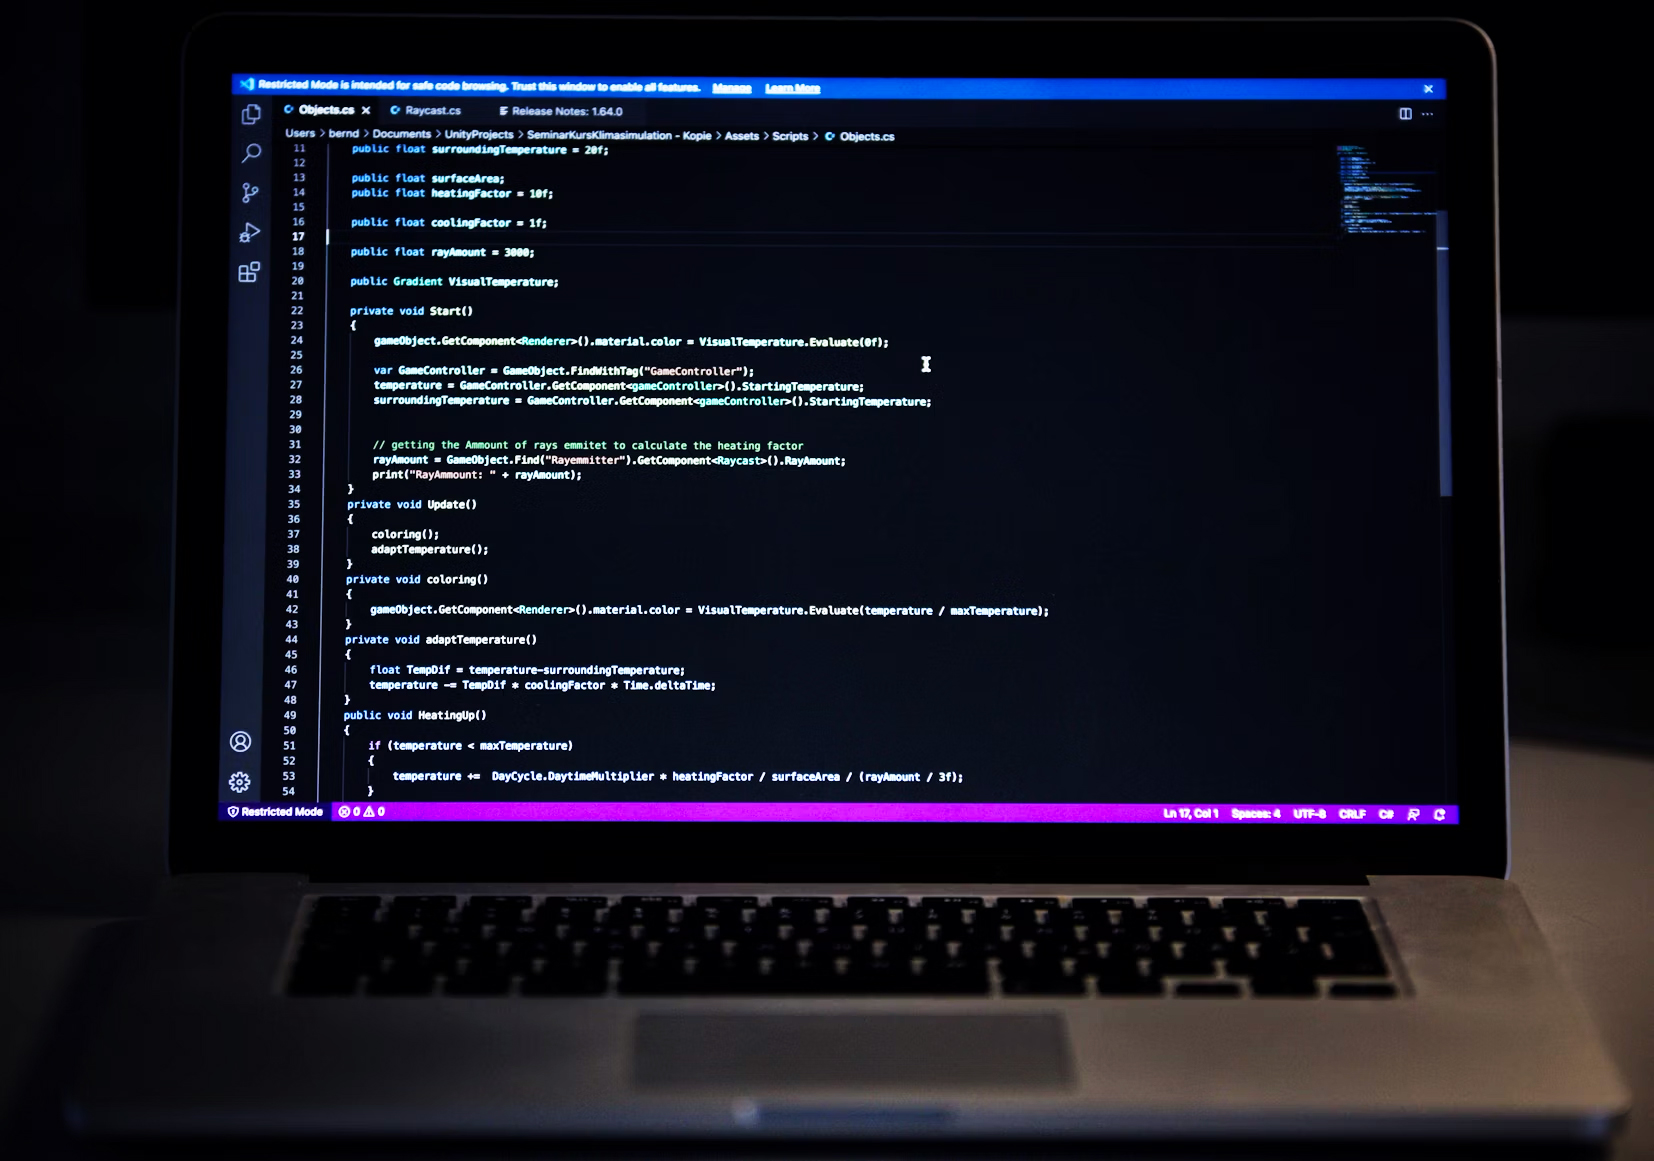 Restricted Mode is intended for safe code browsing. Trust this window to enable all features. Manage Learn More
Objects.cs Raycast.cs Release Notes: 1.64.0
Users > bernd > Documents > UnityProjects > SeminarKursKlimasimulation - Kopie > Assets > Scripts > Objects.cs
11 public float surroundingTemperature = 20f;
12
13 public float surfaceArea;
14 public float heatingFactor = 10f;
15
16 public float coolingFactor = 1f;
17
18 public float rayAmount = 3000;
19
20 public Gradient VisualTemperature;
21
22 private void Start()
23 {
24 gameObject.GetComponent<Renderer>().material.color = VisualTemperature.Evaluate(0f);
25
26 var GameController = GameObject.FindWithTag("GameController");
27 temperature = GameController.GetComponent<gameController>().StartingTemperature;
28 surroundingTemperature = GameController.GetComponent<gameController>().StartingTemperature;
29
30
31 // getting the Ammount of rays emmitet to calculate the heating factor
32 rayAmount = GameObject.Find("Rayemmitter").GetComponent<Raycast>().RayAmount;
33 print("RayAmmount: " + rayAmount);
34 }
35 private void Update()
36 {
37 coloring();
38 adaptTemperature();
39 }
40 private void coloring()
41 {
42 gameObject.GetComponent<Renderer>().material.color = VisualTemperature.Evaluate(temperature / maxTemperature);
43 }
44 private void adaptTemperature()
45 {
46 float TempDif = temperature-surroundingTemperature;
47 temperature -= TempDif * coolingFactor * Time.deltaTime;
48 }
49 public void HeatingUp()
50 {
51 if (temperature < maxTemperature)
52 {
53 temperature += DayCycle.DaytimeMultiplier * heatingFactor / surfaceArea / (rayAmount / 3f);
54 }
Restricted Mode 0 0 Ln 17, Col 1 Spaces: 4 UTF-8 CRLF C#